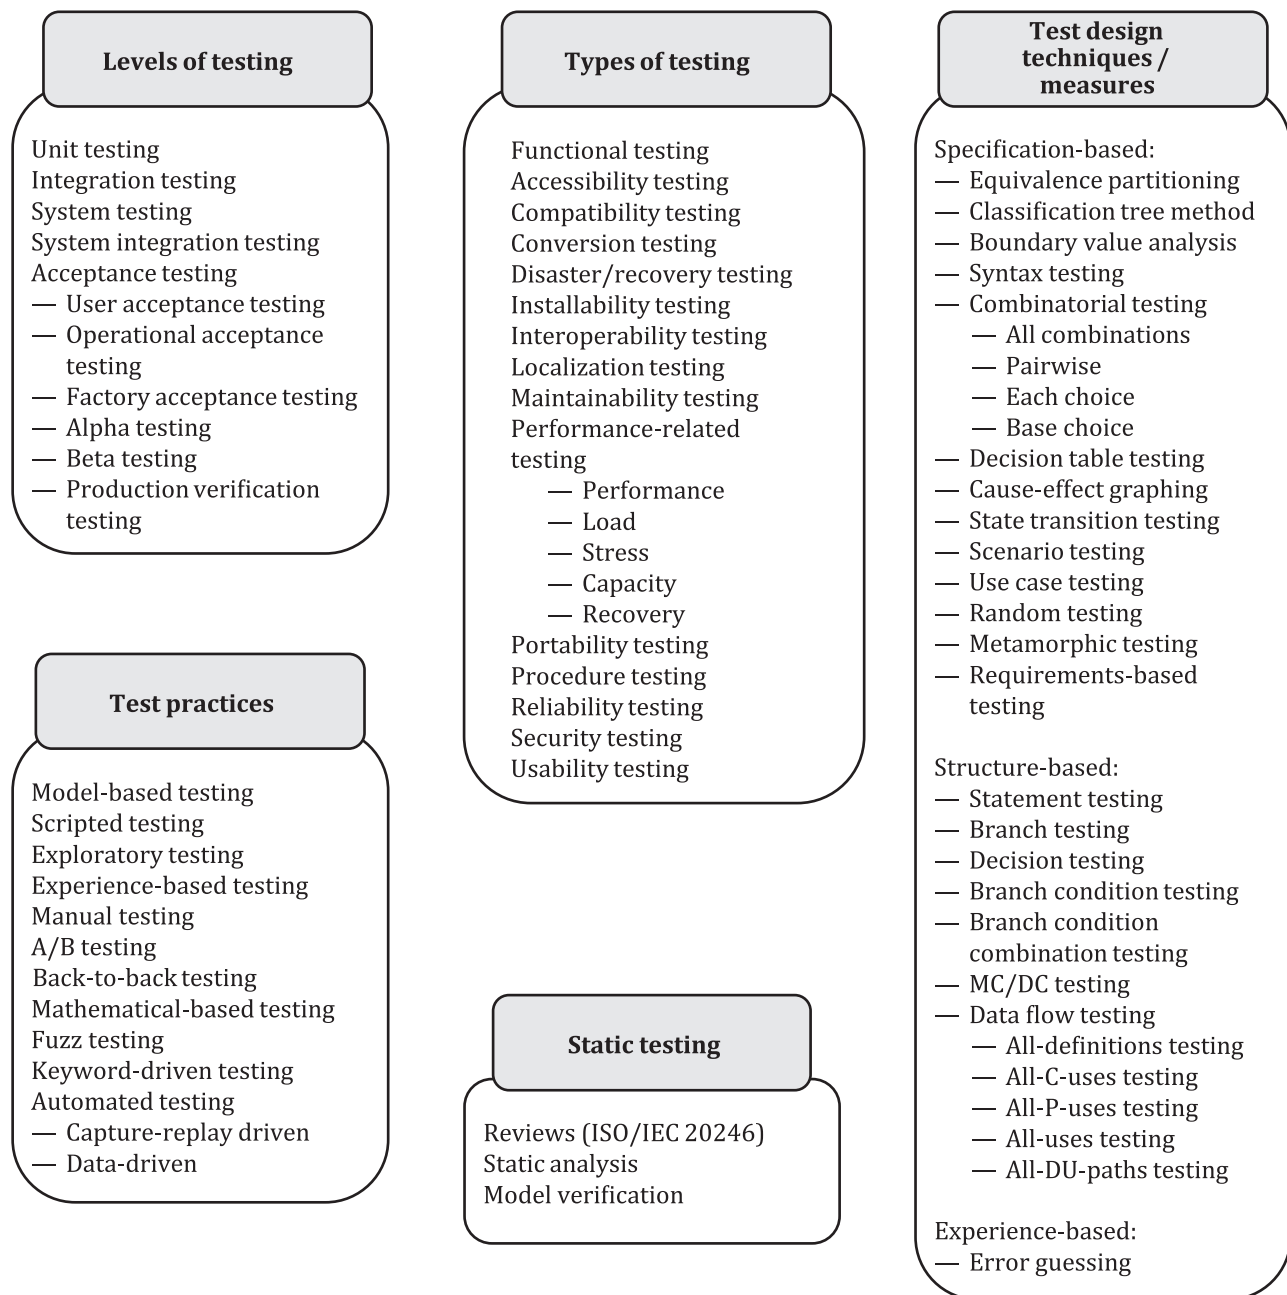 Levels of testing
Unit testing
Integration testing
System testing
System integration testing
Acceptance testing
— User acceptance testing
— Operational acceptance
testing
— Factory acceptance testing
— Alpha testing
— Beta testing
— Production verification
testing
Test practices
Model-based testing
Scripted testing
Exploratory testing
Experience-based testing
Manual testing
A/B testing
Back-to-back testing
Mathematical-based testing
Fuzz testing
Keyword-driven testing
Automated testing
— Capture-replay driven
— Data-driven
Types of testing
Functional testing
Accessibility testing
Compatibility testing
Conversion testing
Disaster/recovery testing
Installability testing
Interoperability testing
Localization testing
Maintainability testing
Performance-related
testing
— Performance
— Load
— Stress
— Capacity
— Recovery
Portability testing
Procedure testing
Reliability testing
Security testing
Usability testing
Static testing
Reviews (ISO/IEC 20246)
Static analysis
Model verification
Test design
techniques /
measures
Specification-based:
— Equivalence partitioning
— Classification tree method
— Boundary value analysis
— Syntax testing
— Combinatorial testing
— All combinations
— Pairwise
— Each choice
— Base choice
— Decision table testing
— Cause-effect graphing
— State transition testing
— Scenario testing
— Use case testing
— Random testing
— Metamorphic testing
— Requirements-based
testing
Structure-based:
— Statement testing
— Branch testing
— Decision testing
— Branch condition testing
— Branch condition
combination testing
— MC/DC testing
— Data flow testing
— All-definitions testing
— All-C-uses testing
— All-P-uses testing
— All-uses testing
— All-DU-paths testing
Experience-based:
— Error guessing